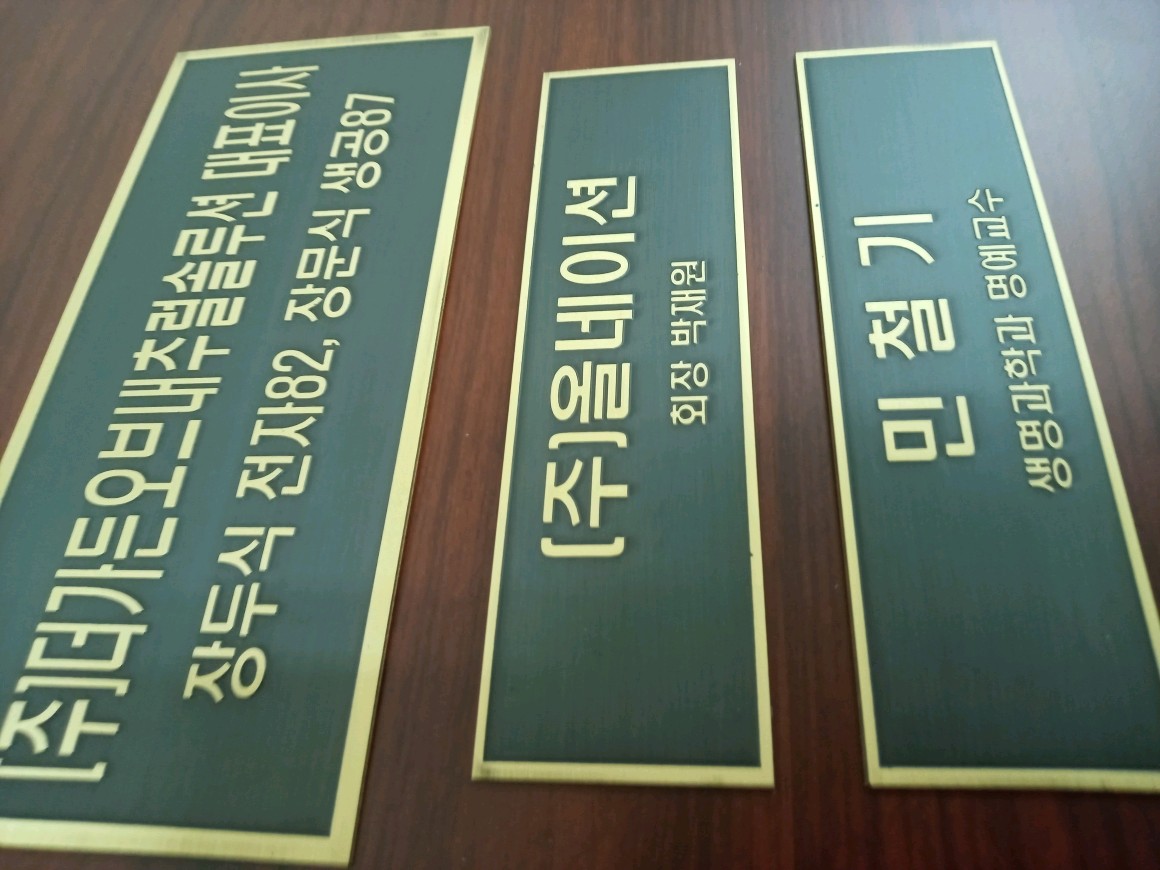 (주)더가든오브내추럴솔루션 대표이사
장두식 전자82, 장문식 생공87
(주)올네이션
회장 박재원
민 철 기
생명과학과 명예교수